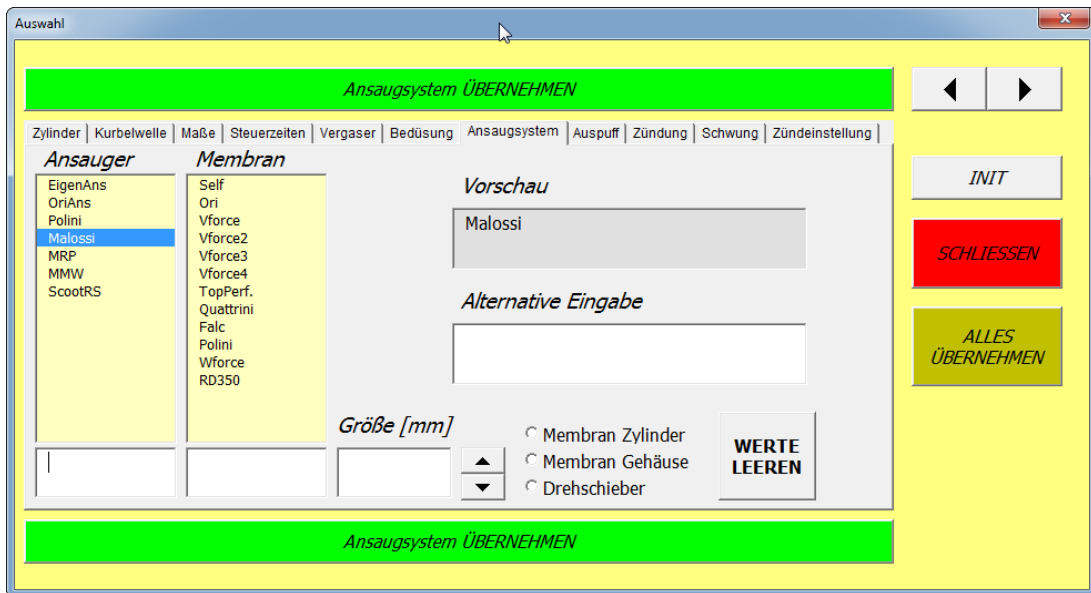 Auswahl
Ansaugsystem ÜBERNEHMEN
Zylinder Kurbelwelle Maße Steuerzeiten Vergaser Bedüsung Ansaugsystem Auspuff Zündung Schwung Zündeinstellung
Ansauger
EigenAns
OriAns
Polini
Malossi
MRP
MMW
ScootRS
Membran
Self
Ori
Vforce
Vforce2
Vforce3
Vforce4
TopPerf.
Quattrini
Falc
Polini
Wforce
RD350
Vorschau
Malossi
Alternative Eingabe
Größe [mm]
Membran Zylinder
Membran Gehäuse
Drehschieber
WERTE
LEEREN
Ansaugsystem ÜBERNEHMEN
INIT
SCHLIESSEN
ALLES
ÜBERNEHMEN